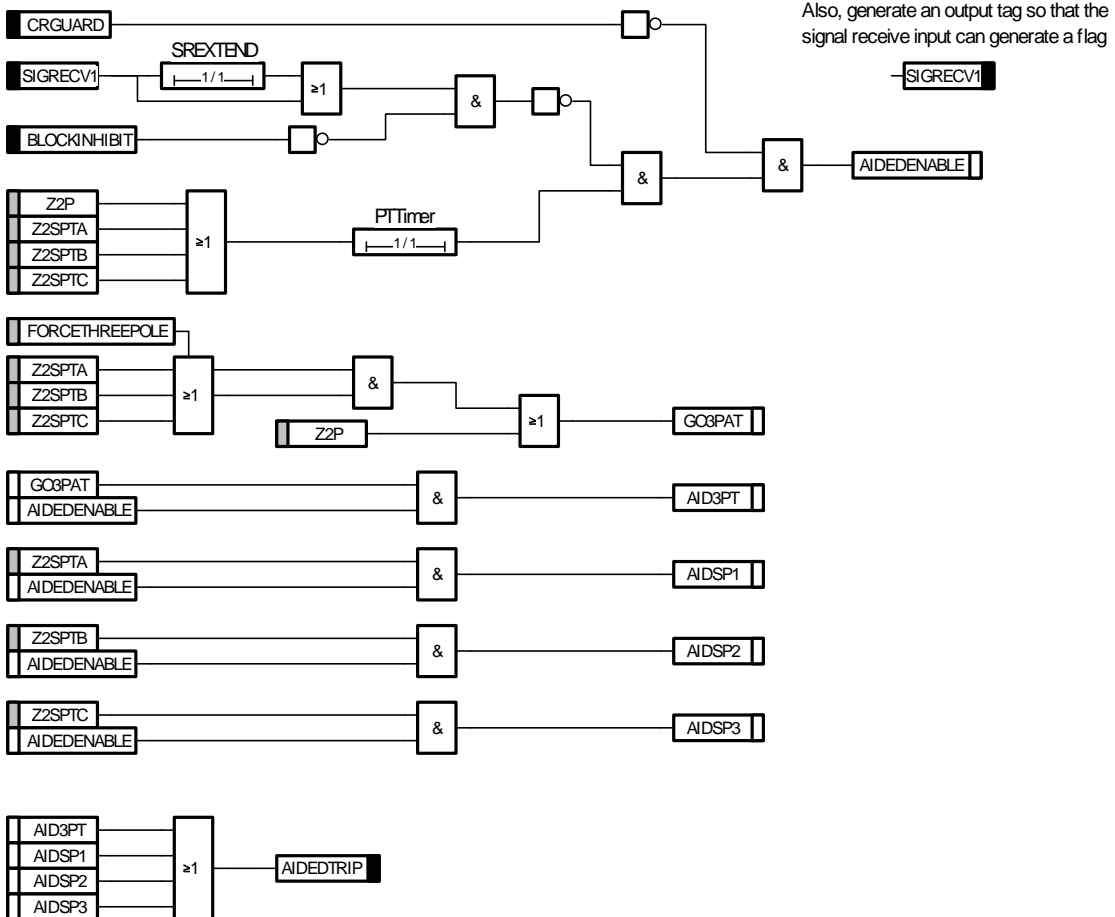 Also, generate an output tag so that the
signal receive input can generate a flag
CRGUARD
SREXTEND
SIGRECV1
1/1
≥1
SIGRECV1
&
BLOCKINHIBIT
&
AIDEDENABLE
&
Z2P
Z2SPTA
PTTimer
≥1
1/1
Z2SPTB
Z2SPTC
FORCETHREEPOLE
Z2SPTA
&
Z2SPTB
≥1
Z2SPTC
≥1
GO3PAT
Z2P
GO3PAT
&
AID3PT
AIDEDENABLE
Z2SPTA
&
AIDSP1
AIDEDENABLE
Z2SPTB
&
AIDSP2
AIDEDENABLE
Z2SPTC
&
AIDSP3
AIDEDENABLE
AID3PT
AIDSP1
≥1
AIDEDTRIP
AIDSP2
AIDSP3